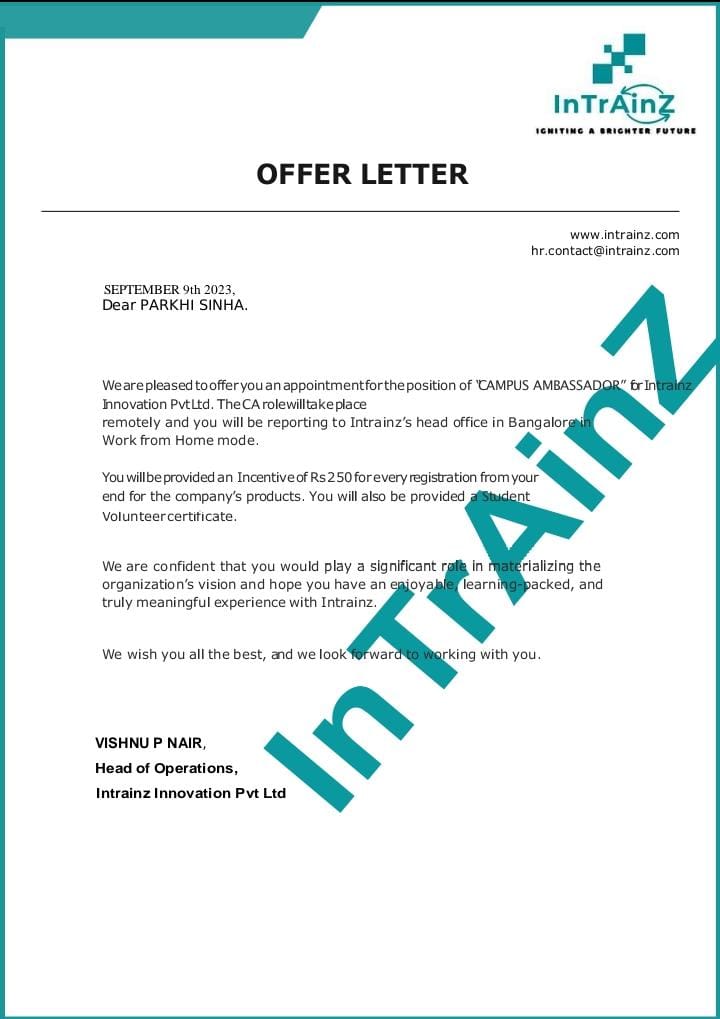 InTrAinZ
IGNITING A BRIGHTER FUTURE
OFFER LETTER
www.intrainz.com
hr.contact@intrainz.com
SEPTEMBER 9th 2023,
Dear PARKHI SINHA.
We are pleased to offer you an appointment for the position of "CAMPUS AMBASSADOR" for Intrainz
Innovation Pvt Ltd. The CA role will take place
remotely and you will be reporting to Intrainz's head office in Bangalore in
Work from Home mode.
You will be provided an Incentive of Rs 250 for every registration from your
end for the company's products. You will also be provided a Student
Volunteer certificate.
We are confident that you would play a significant role in materializing the
organization's vision and hope you have an enjoyable, learning-packed, and
truly meaningful experience with Intrainz.
We wish you all the best, and we look forward to working with you.
VISHNU P NAIR,
Head of Operations,
Intrainz Innovation Pvt Ltd
InTrAinZ